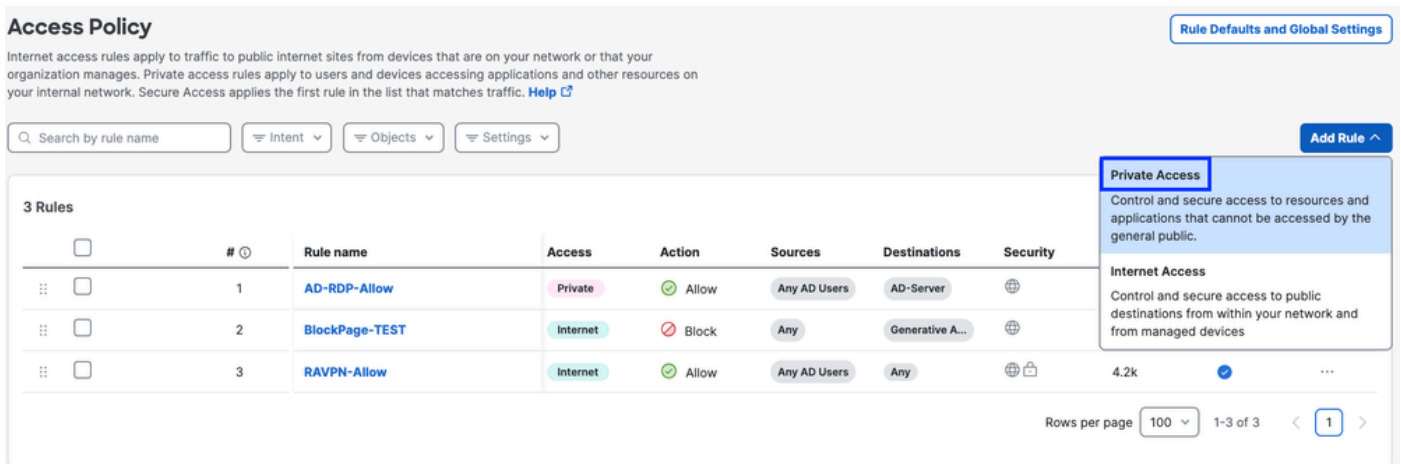 Access Policy
Rule Defaults and Global Settings
Internet access rules apply to traffic to public internet sites from devices that are on your network or that your
organization manages. Private access rules apply to users and devices accessing applications and other resources on
your internal network. Secure Access applies the first rule in the list that matches traffic. Help
Search by rule name
Intent
Objects
Settings
Add Rule
Private Access
Control and secure access to resources and
applications that cannot be accessed by the
general public.
Internet Access
Control and secure access to public
destinations from within your network and
from managed devices
3 Rules
# Rule name Access Action Sources Destinations Security
1 AD-RDP-Allow Private Allow Any AD Users AD-Server
2 BlockPage-TEST Internet Block Any Generative A...
3 RAVPN-Allow Internet Allow Any AD Users Any 4.2k ...
Rows per page 100 1-3 of 3 < 1 >